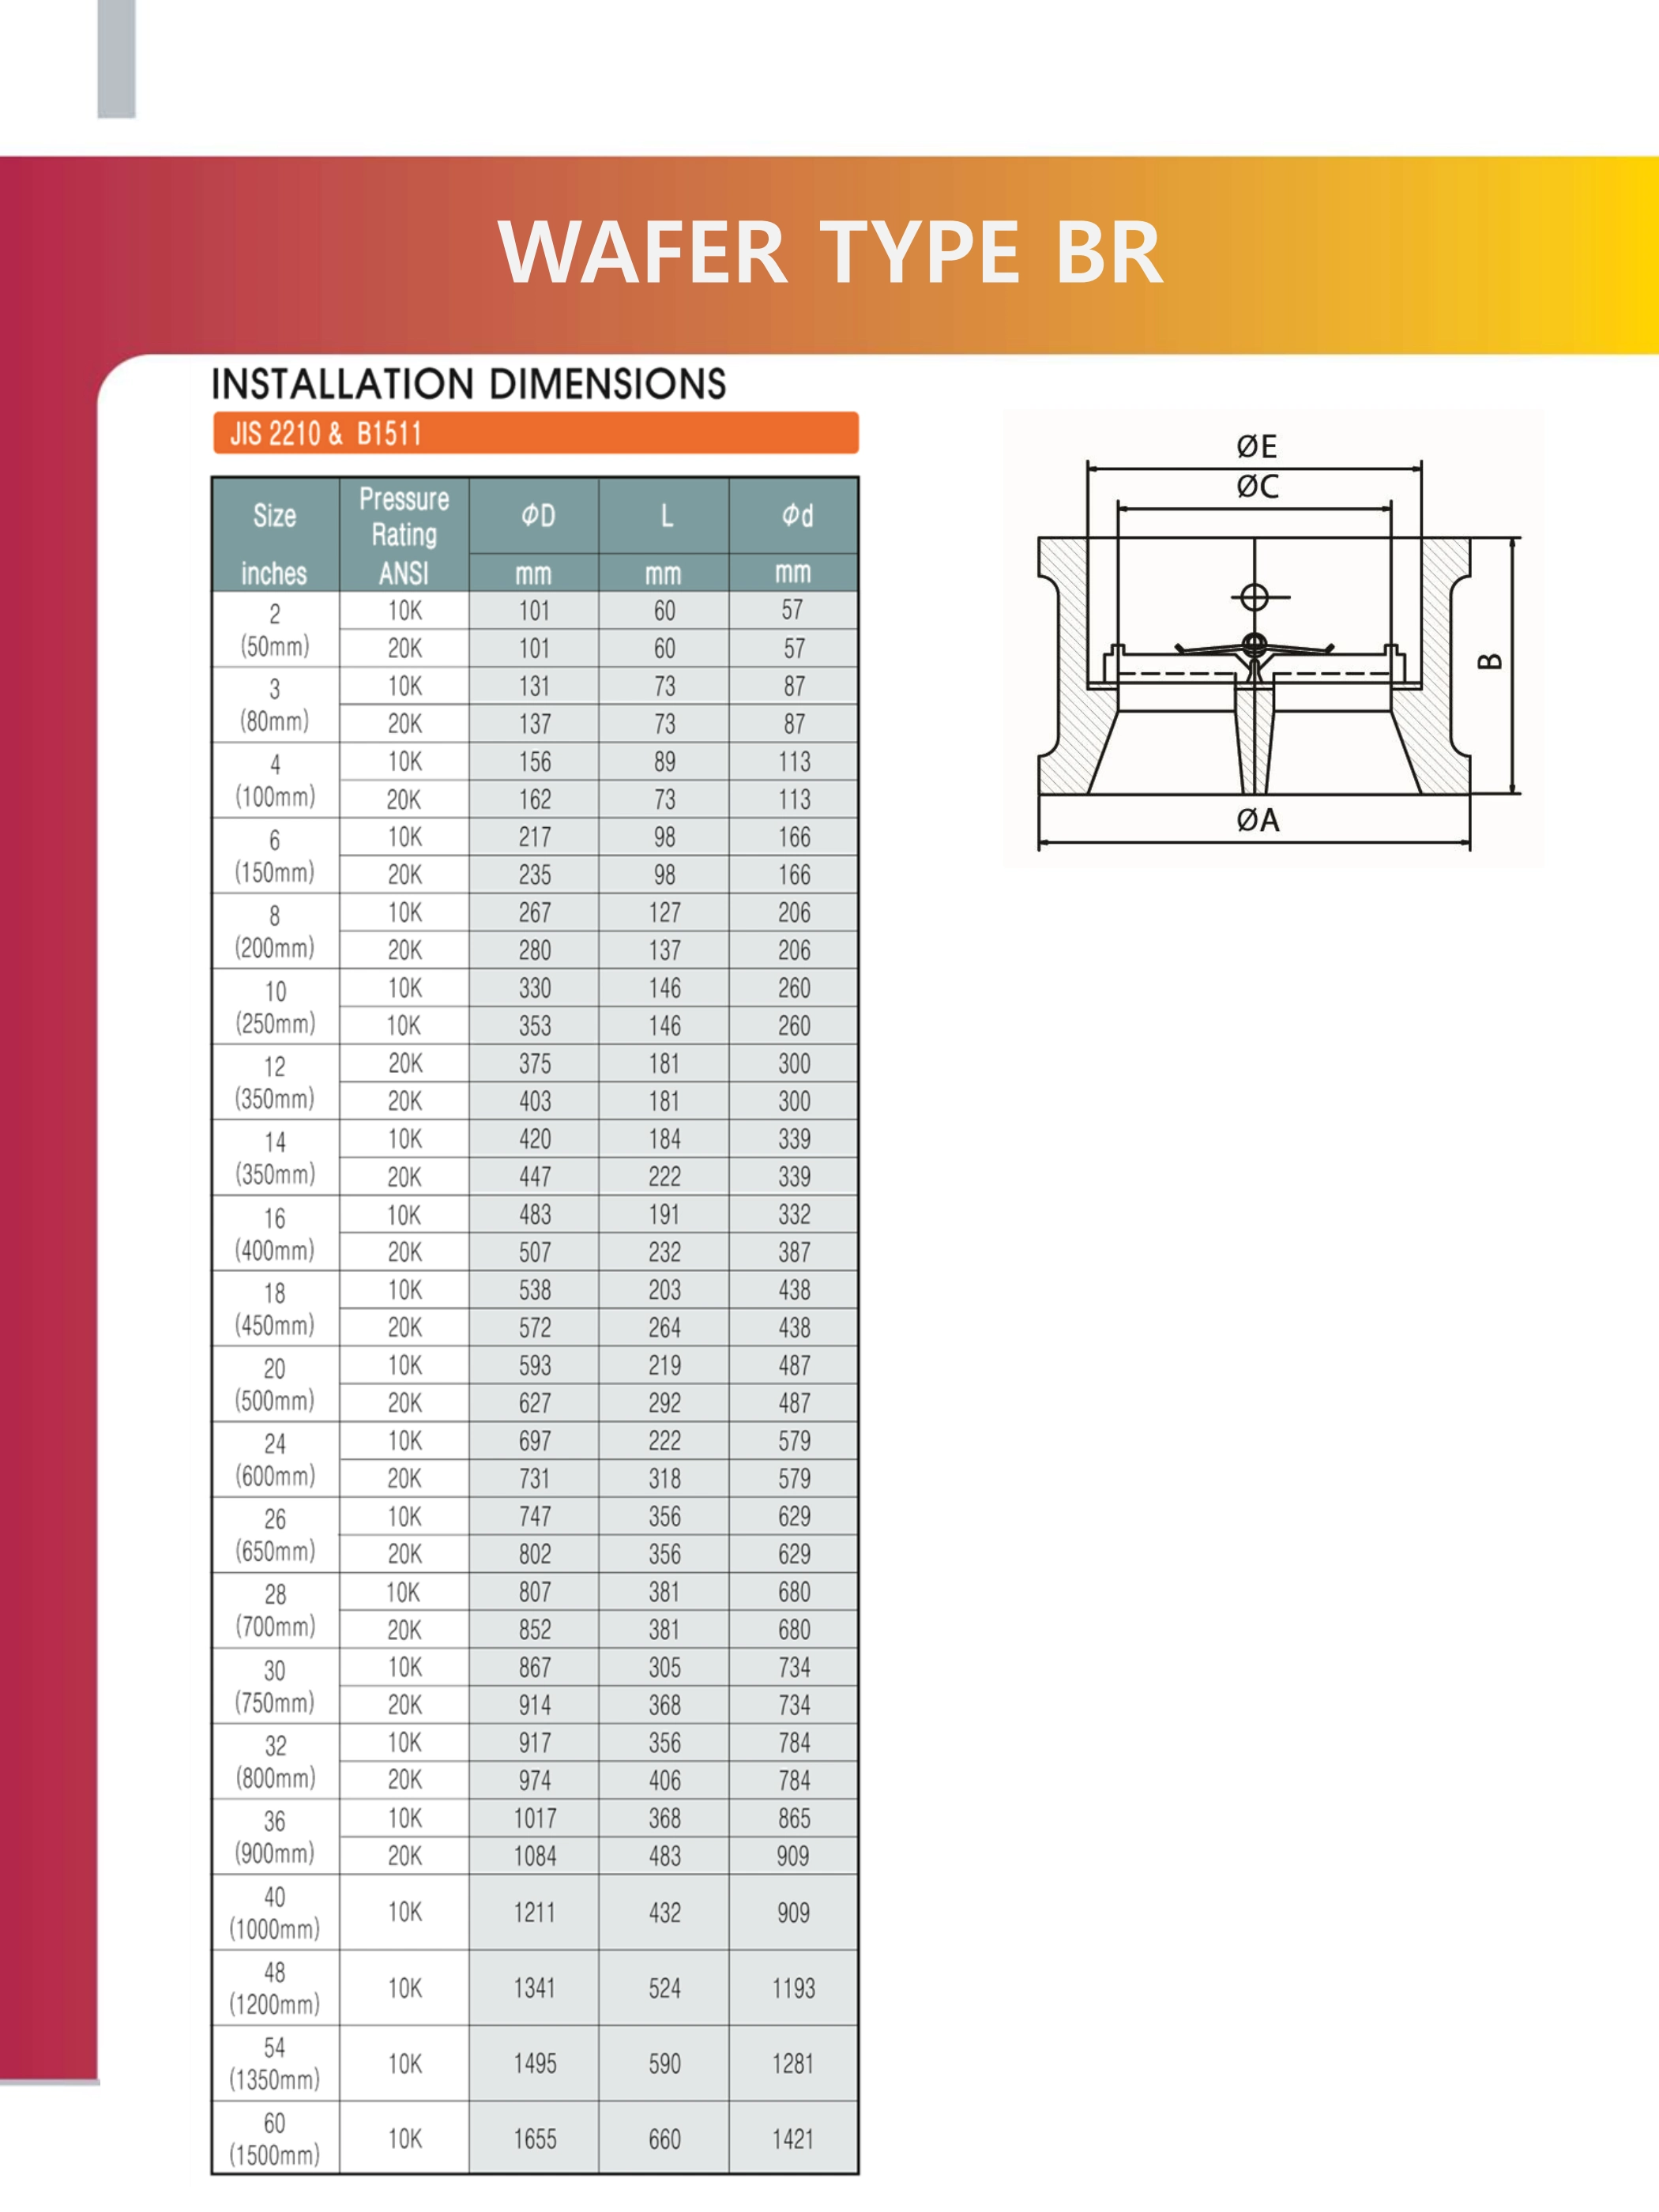 WAFER TYPE BR
INSTALLATION DIMENSIONS
JIS 2210 & B1511
Size inches Pressure Rating ANSI ΦD mm L mm Φd mm
2 (50mm) 10K 101 60 57
20K 101 60 57
3 (80mm) 10K 131 73 87
20K 137 73 87
4 (100mm) 10K 156 89 113
20K 162 73 113
6 (150mm) 10K 217 98 166
20K 235 98 166
8 (200mm) 10K 267 127 206
20K 280 137 206
10 (250mm) 10K 330 146 260
10K 353 146 260
12 (350mm) 20K 375 181 300
20K 403 181 300
14 (350mm) 10K 420 184 339
20K 447 222 339
16 (400mm) 10K 483 191 332
20K 507 232 387
18 (450mm) 10K 538 203 438
20K 572 264 438
20 (500mm) 10K 593 219 487
20K 627 292 487
24 (600mm) 10K 697 222 579
20K 731 318 579
26 (650mm) 10K 747 356 629
20K 802 356 629
28 (700mm) 10K 807 381 680
20K 852 381 680
30 (750mm) 10K 867 305 734
20K 914 368 734
32 (800mm) 10K 917 356 784
20K 974 406 784
36 (900mm) 10K 1017 368 865
20K 1084 483 909
40 (1000mm) 10K 1211 432 909
48 (1200mm) 10K 1341 524 1193
54 (1350mm) 10K 1495 590 1281
60 (1500mm) 10K 1655 660 1421
ØE
ØC
B
ØA